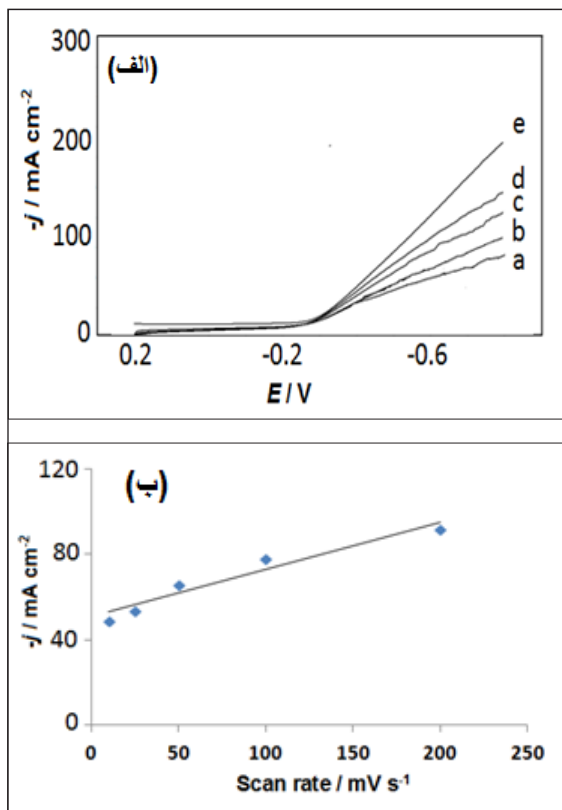 (الف)
300
200
100
0
-j / mA cm-2
e
d
c
b
a
0.2 -0.2 -0.6
E / V
(ب)
120
80
40
0
-j / mA cm-2
0 50 100 150 200 250
Scan rate / mV s-1